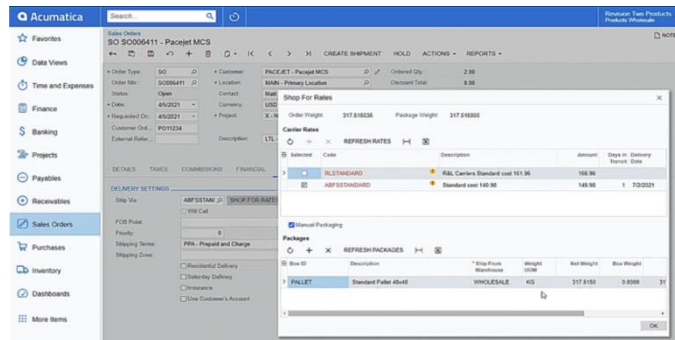 Acumatica
Search...
Revision Two Products
Products Wholesale
Favorites
Data Views
Time and Expenses
Finance
Banking
Projects
Payables
Receivables
Sales Orders
Purchases
Inventory
Dashboards
More Items
Sales Orders
SO SO006411 - Pacejet MCS
CREATE SHIPMENT HOLD ACTIONS REPORTS
Order Type: SO
Customer: PACEJET - Pacejet MCS
Ordered Qty.: 2.00
Order Nbr.: SO006411
Location: MAIN - Primary Location
Discount Total: 0.00
Status: Open
Contact:
Date: 4/5/2021
Currency: USD
Requested On: 4/5/2021
Project:
Customer Ord... PO11234
External Refer...
Description: LTL -
DETAILS TAXES COMMISSIONS FINANCIAL
DELIVERY SETTINGS
Ship Via: ABFSSTAN SHOP FOR RATES
Will Call
FOB Point:
Priority: 0
Shipping Terms: PPA - Prepaid and Charge
Shipping Zone:
Residential Delivery
Saturday Delivery
Insurance
Use Customer's Account
Shop For Rates
Order Weight: 317.515036 Package Weight: 317.515000
Carrier Rates
REFRESH RATES
Selected Code Description Amount Days in Transit Delivery Date
RLSTANDARD R&L Carriers Standard cost 161.96
ABFSSTANDARD Standard cost 140.98 149.98 1 7/2/2021
Manual Packaging
Packages
REFRESH PACKAGES
Box ID Description Ship From Warehouse Weight UOM Net Weight Box Weight
PALLET Standard Pallet 48x48 WHOLESALE KG 317.5150 0.0000 31
OK